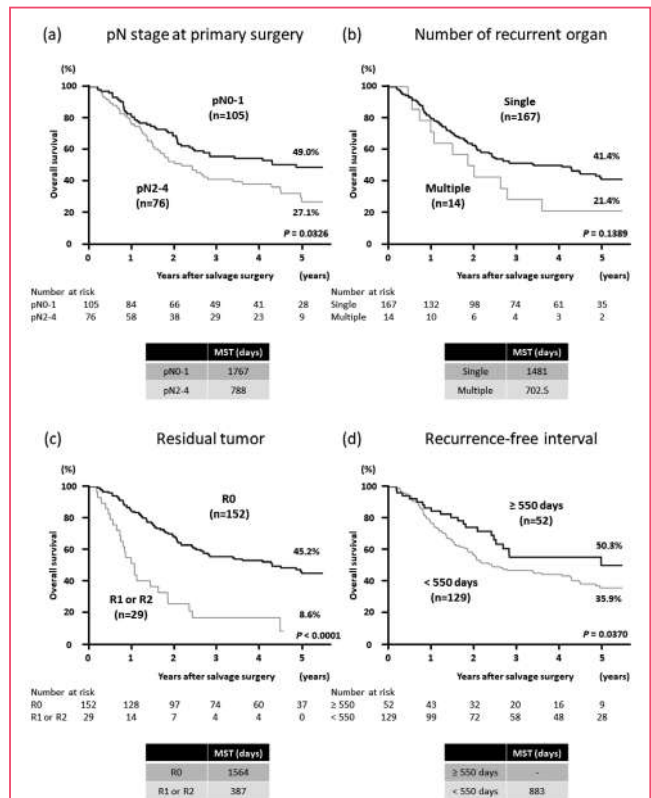 (a) pN stage at primary surgery
(%)
100
80
60
40
20
0
Overall survival
pN0-1
(n=105)
49.0%
pN2-4
(n=76)
27.1%
P = 0.0326
0 1 2 3 4 5
Years after salvage surgery (years)
Number at risk
pN0-1 105 84 66 49 41 28
pN2-4 76 58 38 29 23 9
MST (days)
pN0-1 1767
pN2-4 788
(b) Number of recurrent organ
(%)
100
80
60
40
20
0
Overall survival
Single
(n=167)
41.4%
Multiple
(n=14)
21.4%
P = 0.1389
0 1 2 3 4 5
Years after salvage surgery (years)
Number at risk
Single 167 132 98 74 61 35
Multiple 14 10 6 4 3 2
MST (days)
Single 1481
Multiple 702.5
(c) Residual tumor
(%)
100
80
60
40
20
0
Overall survival
R0
(n=152)
45.2%
R1 or R2
(n=29)
8.6%
P < 0.0001
0 1 2 3 4 5
Years after salvage surgery (years)
Number at risk
R0 152 128 97 74 60 37
R1 or R2 29 14 7 4 4 0
MST (days)
R0 1564
R1 or R2 387
(d) Recurrence-free interval
(%)
100
80
60
40
20
0
Overall survival
≥ 550 days
(n=52)
50.3%
< 550 days
(n=129)
35.9%
P = 0.0370
0 1 2 3 4 5
Years after salvage surgery (years)
Number at risk
≥ 550 52 43 32 20 16 9
< 550 129 99 72 58 48 28
MST (days)
≥ 550 days -
< 550 days 883